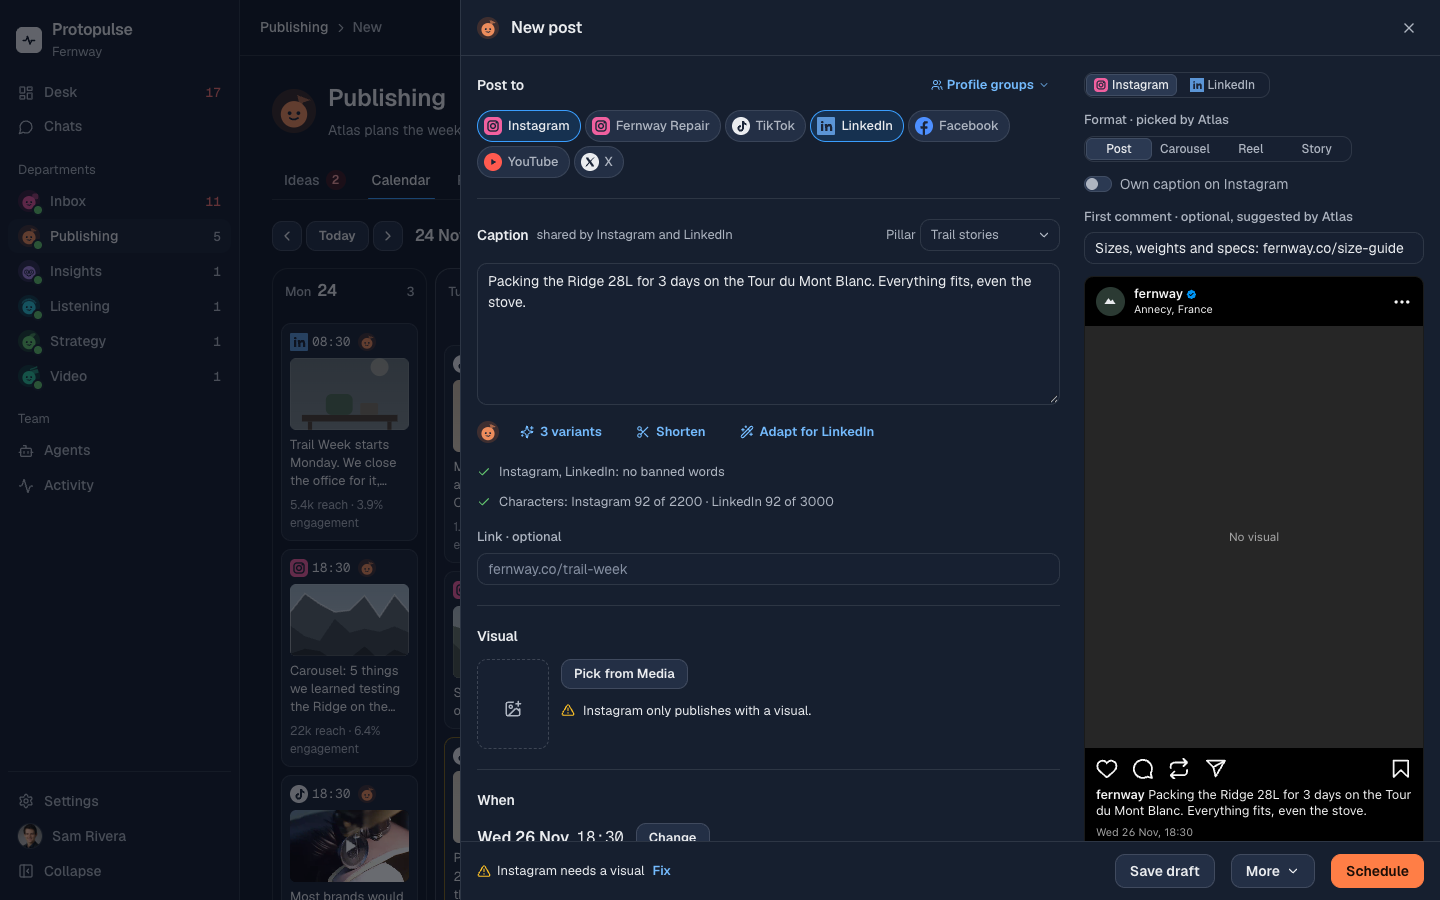 Protopulse
Fernway
Desk 17
Chats
Departments
Inbox 11
Publishing 5
Insights 1
Listening 1
Strategy 1
Video 1
Team
Agents
Activity
Settings
Sam Rivera
Collapse
Publishing > New
Publishing
Atlas plans the week
Ideas 2 Calendar
Today 24 No
Mon 24 3
08:30
Trail Week starts
Monday. We close
the office for it,...
5.4k reach · 3.9%
engagement
18:30
Carousel: 5 things
we learned testing
the Ridge on the...
22k reach · 6.4%
engagement
18:30
Most brands would
New post
Post to
Profile groups
Instagram Fernway Repair TikTok LinkedIn Facebook
YouTube X
Caption shared by Instagram and LinkedIn
Pillar Trail stories
Packing the Ridge 28L for 3 days on the Tour du Mont Blanc. Everything fits, even the
stove.
3 variants Shorten Adapt for LinkedIn
Instagram, LinkedIn: no banned words
Characters: Instagram 92 of 2200 · LinkedIn 92 of 3000
Link · optional
fernway.co/trail-week
Visual
Pick from Media
Instagram only publishes with a visual.
When
Wed 26 Nov 18:30 Change
Instagram LinkedIn
Format · picked by Atlas
Post Carousel Reel Story
Own caption on Instagram
First comment · optional, suggested by Atlas
Sizes, weights and specs: fernway.co/size-guide
fernway
Annecy, France
No visual
fernway Packing the Ridge 28L for 3 days on the Tour
du Mont Blanc. Everything fits, even the stove.
Wed 26 Nov, 18:30
Instagram needs a visual Fix
Save draft More Schedule